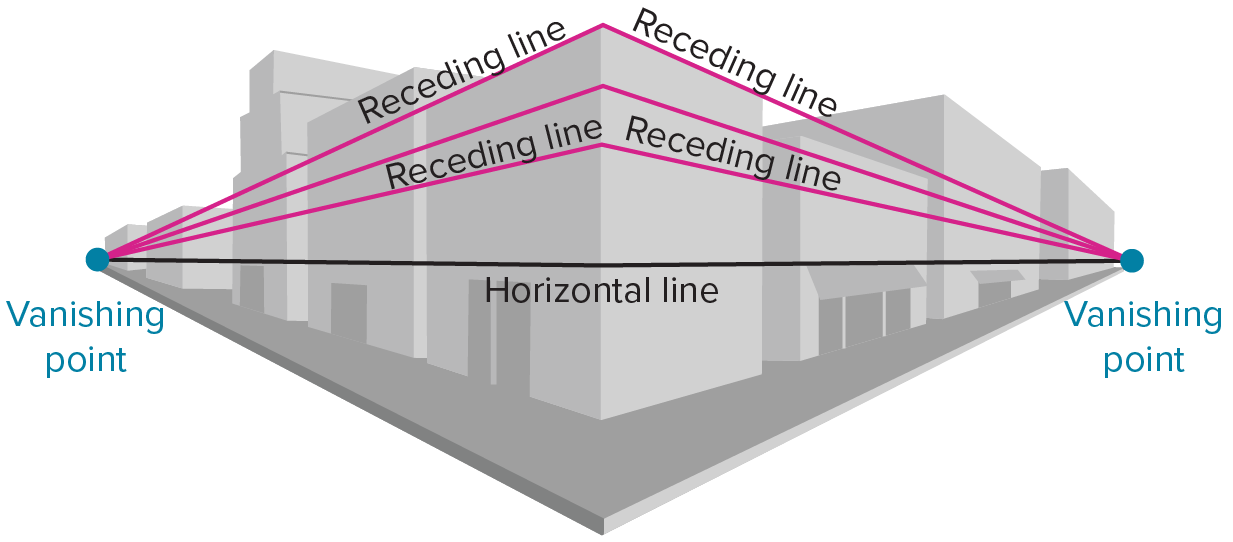 Receding line
Receding line
Receding line
Receding line
Horizontal line
Vanishing
point
Vanishing
point